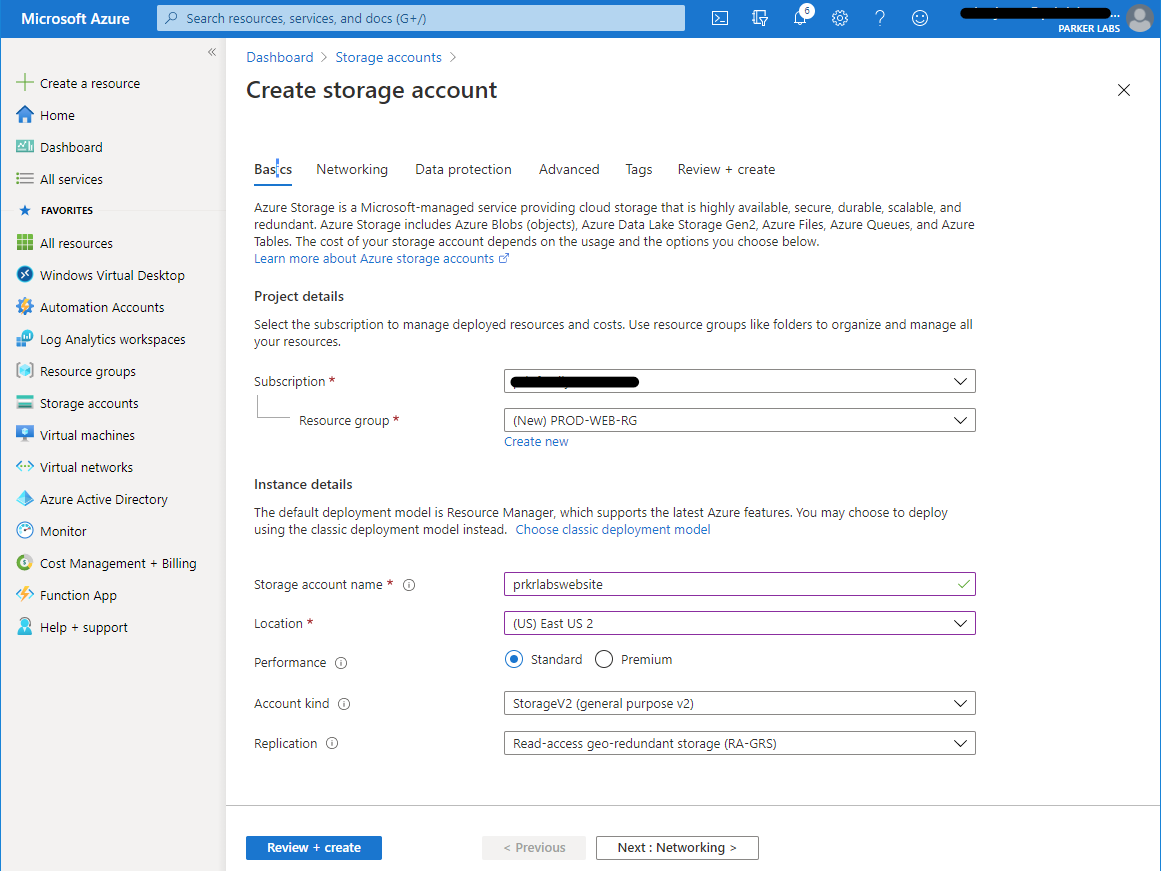 Microsoft Azure
Search resources, services, and docs (G+/)
6
PARKER LABS
Create a resource
Home
Dashboard
All services
FAVORITES
All resources
Windows Virtual Desktop
Automation Accounts
Log Analytics workspaces
Resource groups
Storage accounts
Virtual machines
Virtual networks
Azure Active Directory
Monitor
Cost Management + Billing
Function App
Help + support
Dashboard > Storage accounts >
Create storage account
Basics Networking Data protection Advanced Tags Review + create
Azure Storage is a Microsoft-managed service providing cloud storage that is highly available, secure, durable, scalable, and
redundant. Azure Storage includes Azure Blobs (objects), Azure Data Lake Storage Gen2, Azure Files, Azure Queues, and Azure
Tables. The cost of your storage account depends on the usage and the options you choose below.
Learn more about Azure storage accounts
Project details
Select the subscription to manage deployed resources and costs. Use resource groups like folders to organize and manage all
your resources.
Subscription *
Resource group * (New) PROD-WEB-RG
Create new
Instance details
The default deployment model is Resource Manager, which supports the latest Azure features. You may choose to deploy
using the classic deployment model instead. Choose classic deployment model
Storage account name * prkrlabswebsite
Location * (US) East US 2
Performance Standard Premium
Account kind StorageV2 (general purpose v2)
Replication Read-access geo-redundant storage (RA-GRS)
Review + create < Previous Next : Networking >